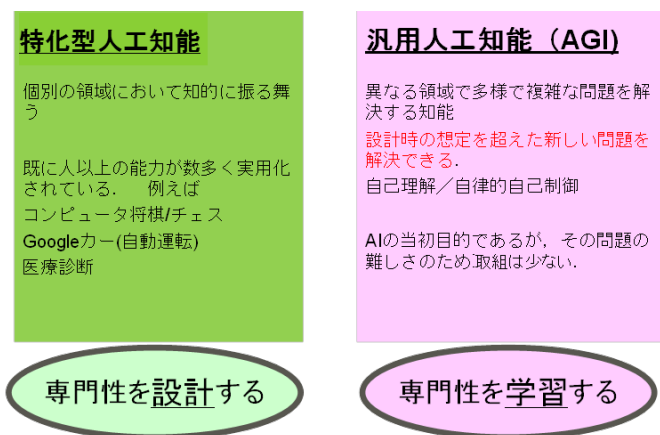 特化型人工知能
個別の領域において知的に振る舞
う
既に人以上の能力が数多く実用化
されている． 例えば
コンピュータ将棋/チェス
Googleカー(自動運転)
医療診断
専門性を設計する
汎用人工知能（AGI)
異なる領域で多様で複雑な問題を解
決する知能
設計時の想定を超えた新しい問題を
解決できる.
自己理解／自律的自己制御
AIの当初目的であるが，その問題の
難しさのため取組は少ない.
専門性を学習する